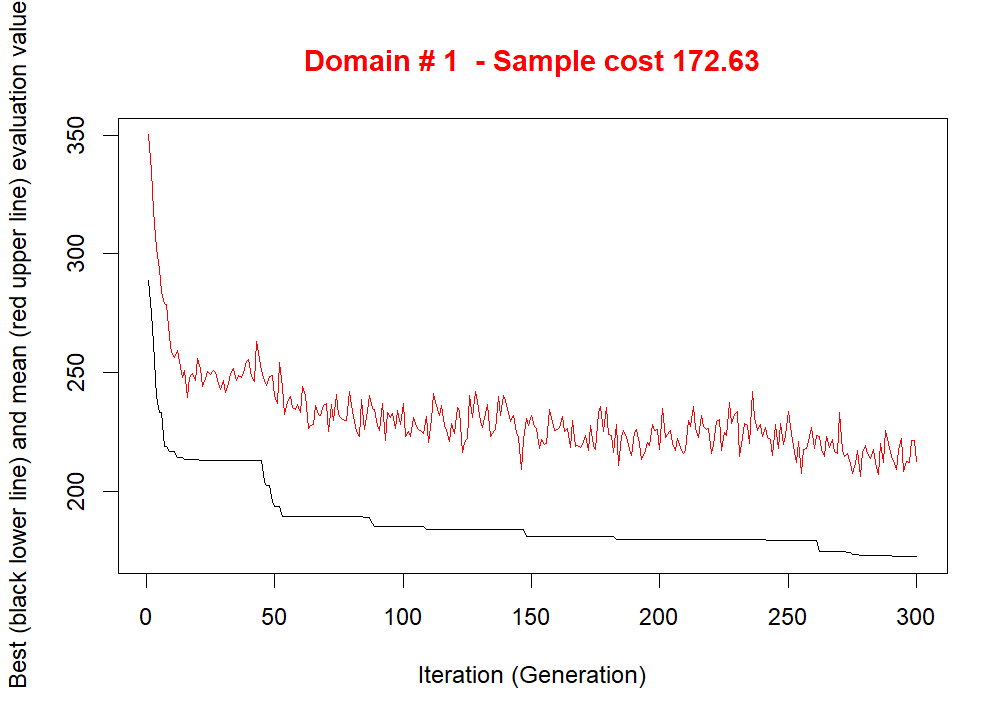 Domain # 1  - Sample cost 172.63
Best (black lower line) and mean (red upper line) evaluation value
350
300
250
200
0 50 100 150 200 250 300
Iteration (Generation)